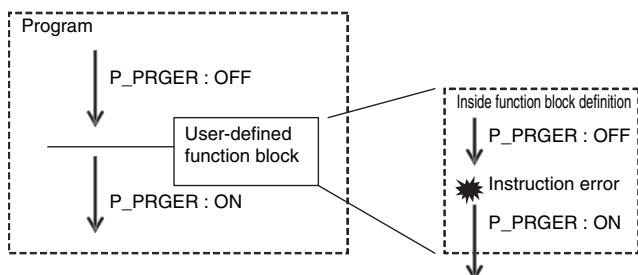 Program
P_PRGER : OFF
User-defined
function block
P_PRGER : ON
Inside function block definition
P_PRGER : OFF
Instruction error
P_PRGER : ON